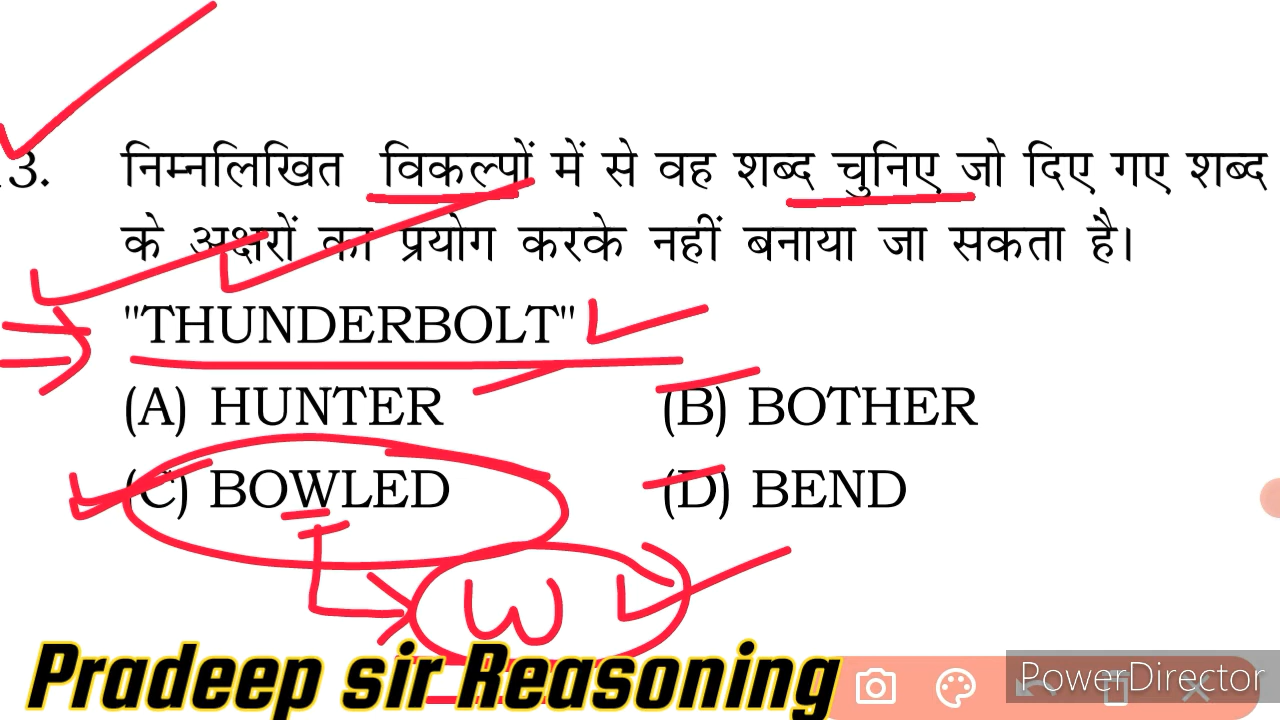 3. निम्नलिखित विकल्पों में से वह शब्द चुनिए जो दिए गए शब्द
के अक्षरों का प्रयोग करके नहीं बनाया जा सकता है।
"THUNDERBOLT"
(A) HUNTER (B) BOTHER
(C) BOWLED (D) BEND
W
Pradeep sir Reasoning
PowerDirector